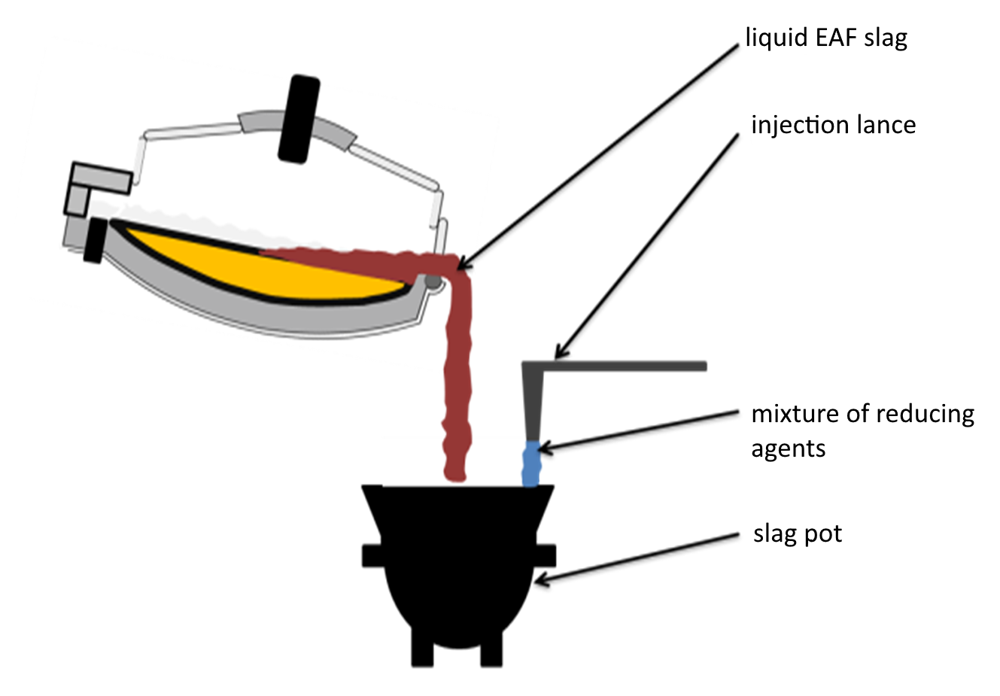 liquid EAF slag
injection lance
mixture of reducing
agents
slag pot